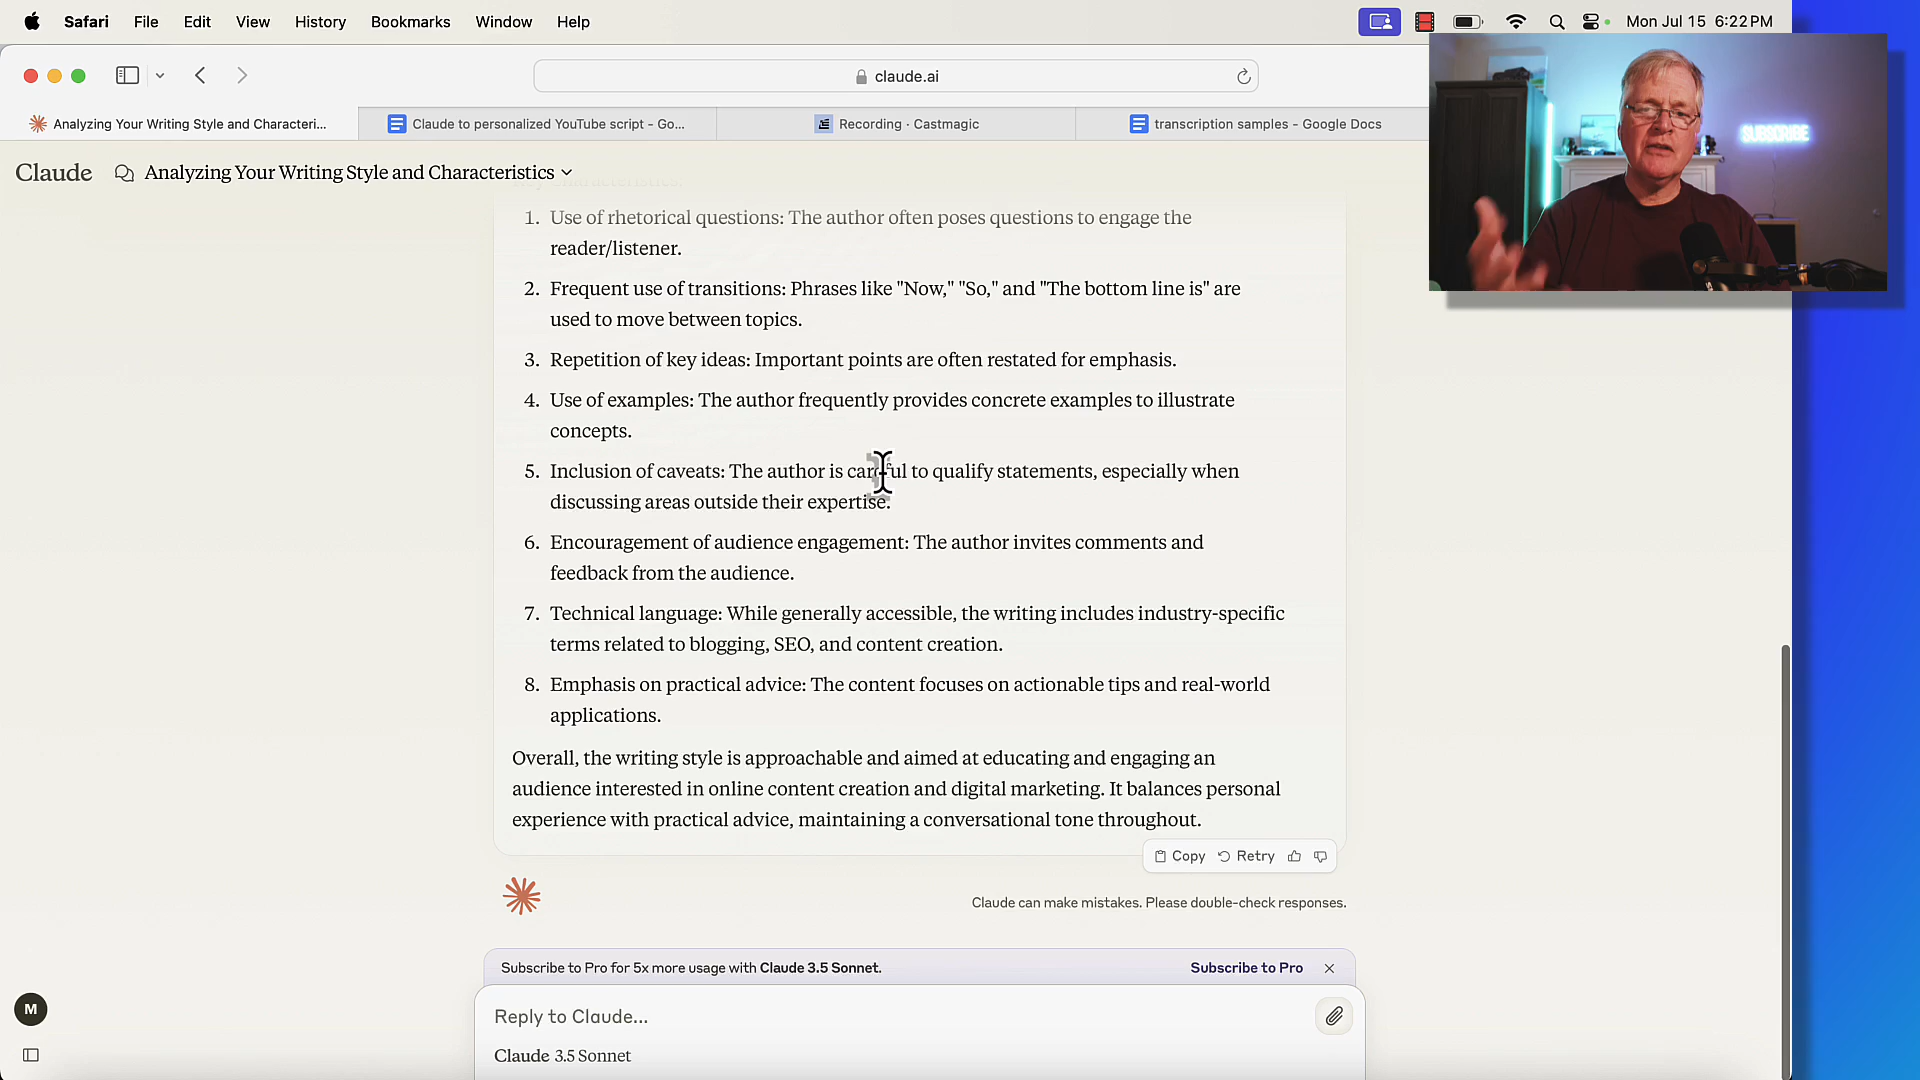 Safari File Edit View History Bookmarks Window Help Mon Jul 15 6:22 PM
claude.ai
Analyzing Your Writing Style and Characteri... Claude to personalized YouTube script - Go... Recording · Castmagic transcription samples - Google Docs
Claude Analyzing Your Writing Style and Characteristics
SUBSCRIBE
1. Use of rhetorical questions: The author often poses questions to engage the
reader/listener.
2. Frequent use of transitions: Phrases like "Now," "So," and "The bottom line is" are
used to move between topics.
3. Repetition of key ideas: Important points are often restated for emphasis.
4. Use of examples: The author frequently provides concrete examples to illustrate
concepts.
5. Inclusion of caveats: The author is careful to qualify statements, especially when
discussing areas outside their expertise.
6. Encouragement of audience engagement: The author invites comments and
feedback from the audience.
7. Technical language: While generally accessible, the writing includes industry-specific
terms related to blogging, SEO, and content creation.
8. Emphasis on practical advice: The content focuses on actionable tips and real-world
applications.
Overall, the writing style is approachable and aimed at educating and engaging an
audience interested in online content creation and digital marketing. It balances personal
experience with practical advice, maintaining a conversational tone throughout.
Copy Retry
Claude can make mistakes. Please double-check responses.
Subscribe to Pro for 5x more usage with Claude 3.5 Sonnet. Subscribe to Pro
M
Reply to Claude...
Claude 3.5 Sonnet